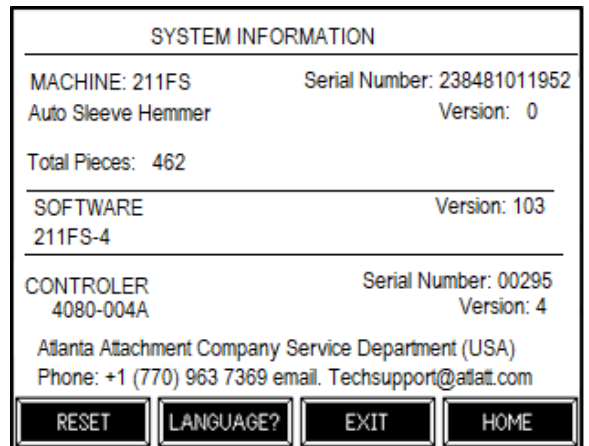 SYSTEM INFORMATION
MACHINE: 211FS Serial Number: 238481011952
Auto Sleeve Hemmer Version: 0
Total Pieces: 462
SOFTWARE Version: 103
211FS-4
CONTROLER Serial Number: 00295
4080-004A Version: 4
Atlanta Attachment Company Service Department (USA)
Phone: +1 (770) 963 7369 email. Techsupport@atlatt.com
RESET LANGUAGE? EXIT HOME